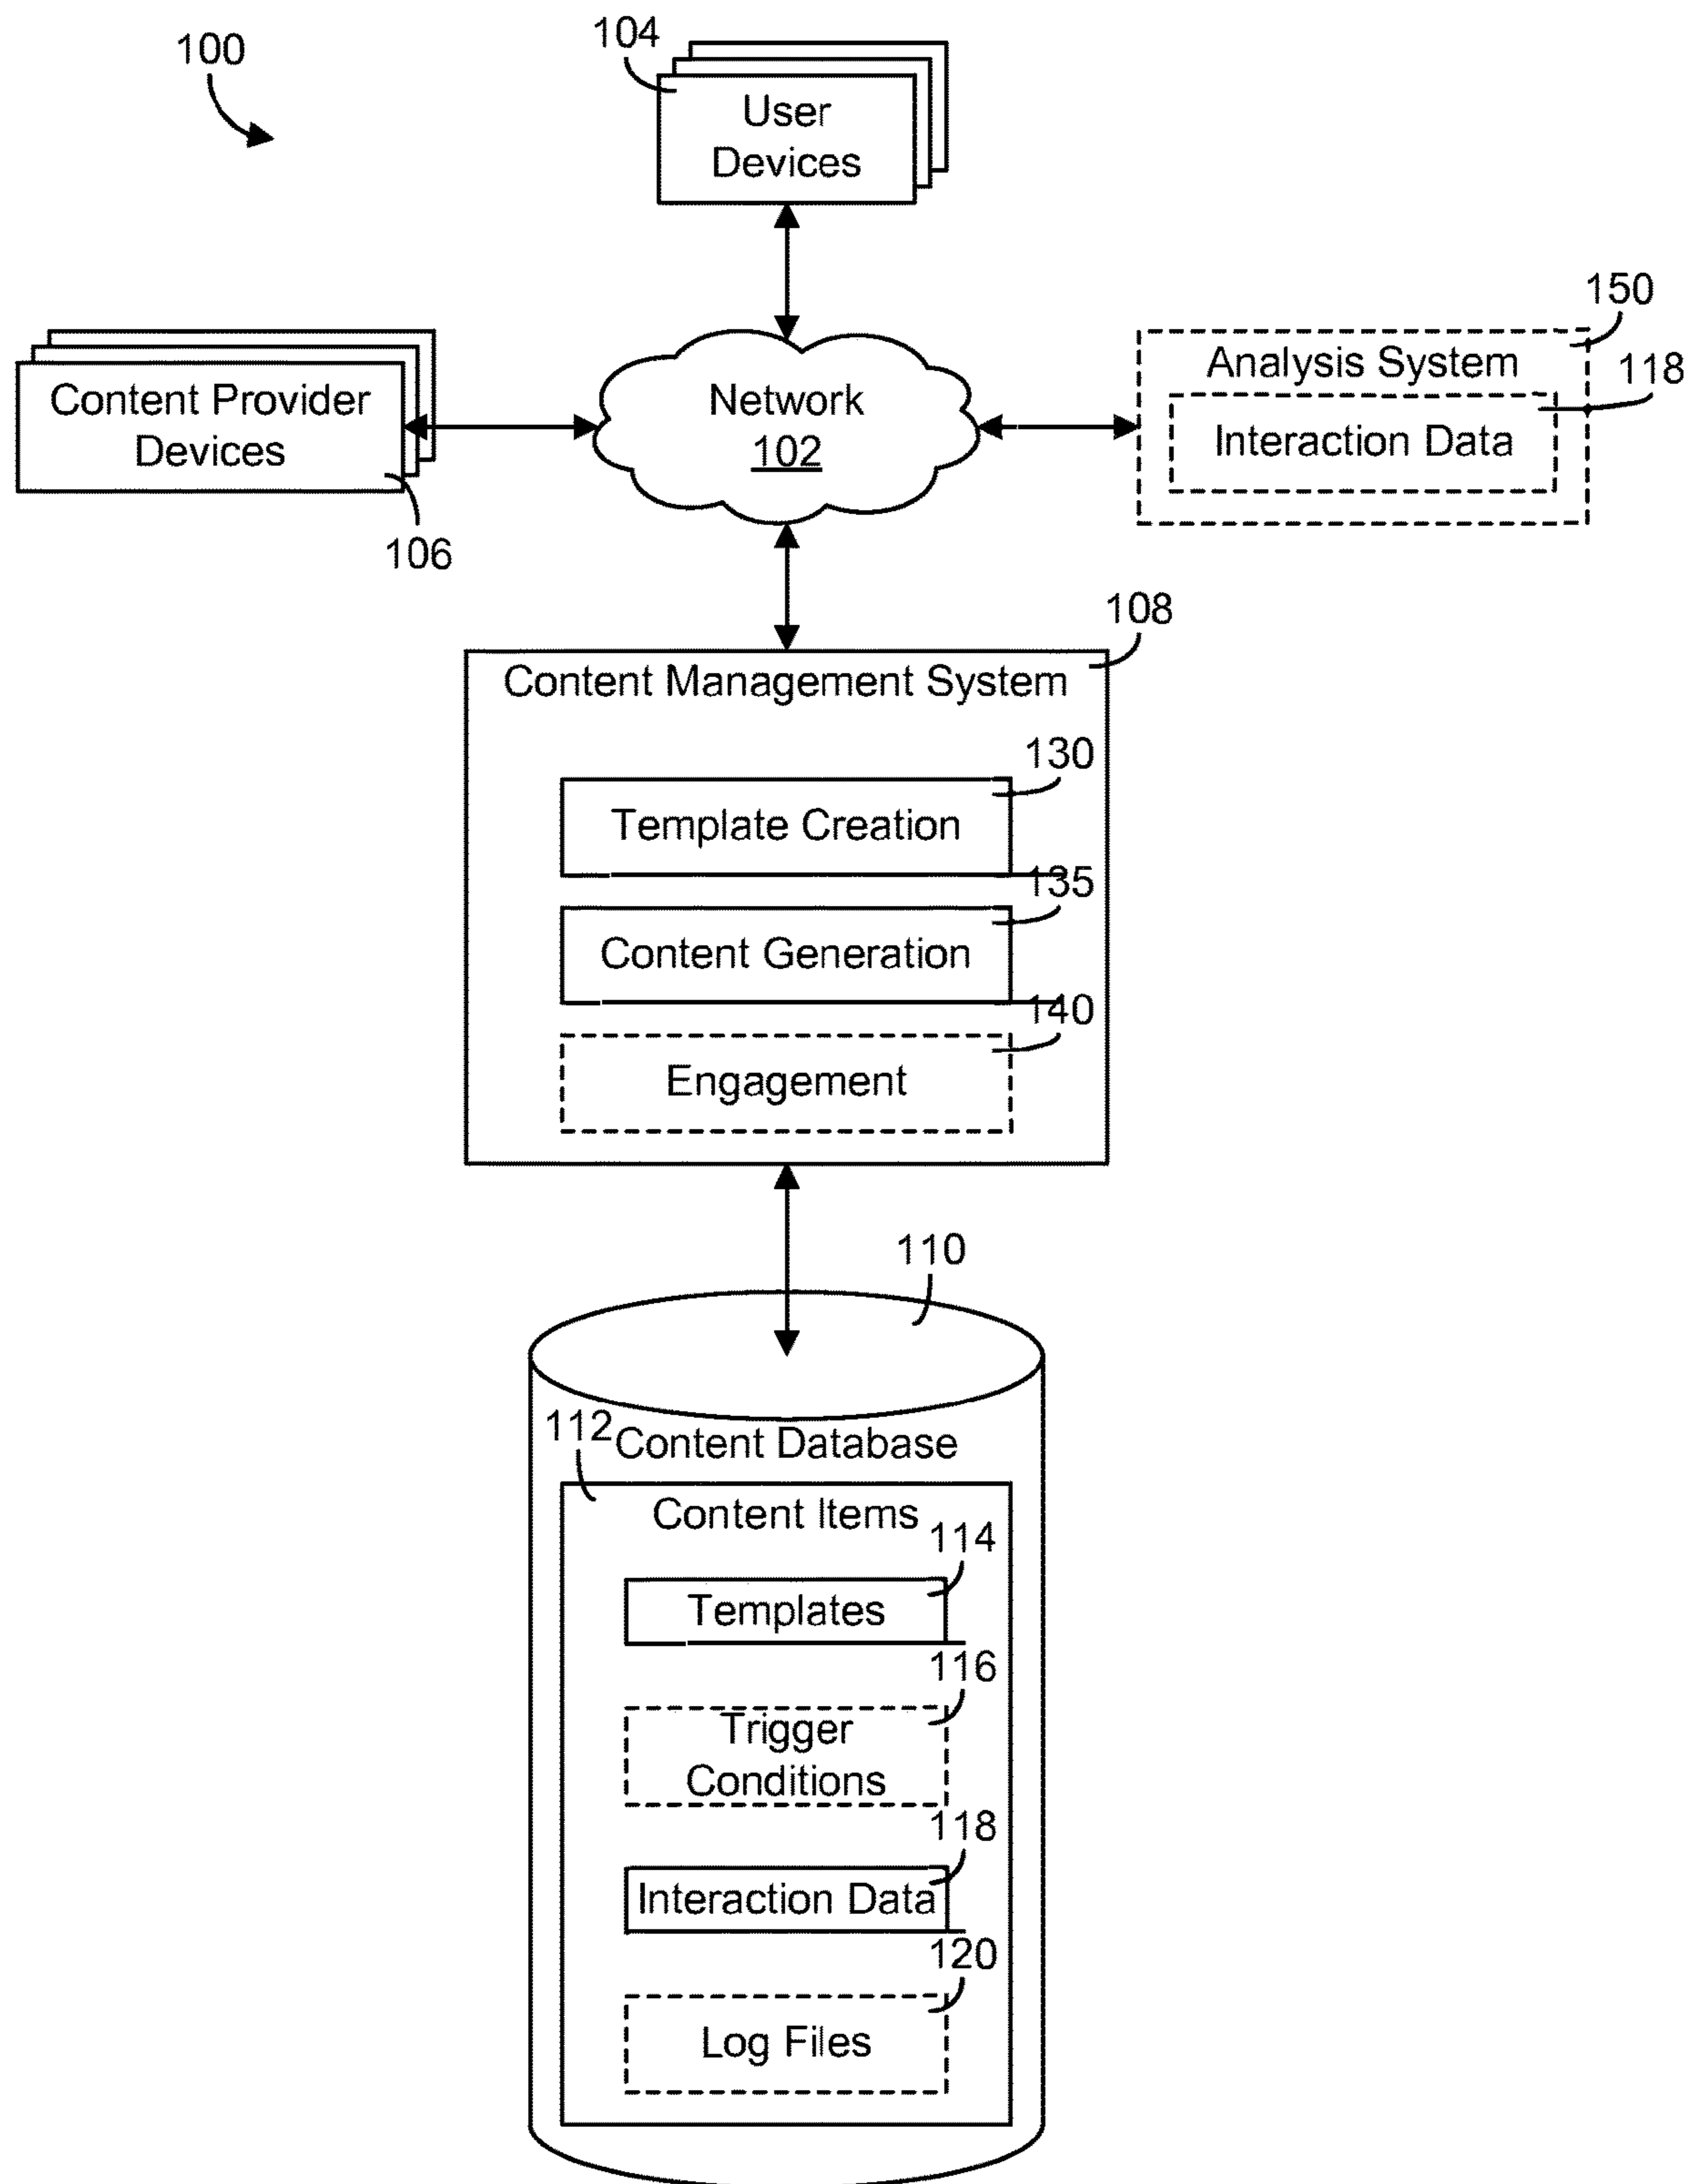 100
104
User
Devices
150
Analysis System
118
Interaction Data
Content Provider
Devices
106
Network
102
108
Content Management System
130
Template Creation
135
Content Generation
140
Engagement
110
112
Content Database
Content Items
114
Templates
116
Trigger
Conditions
118
Interaction Data
120
Log Files